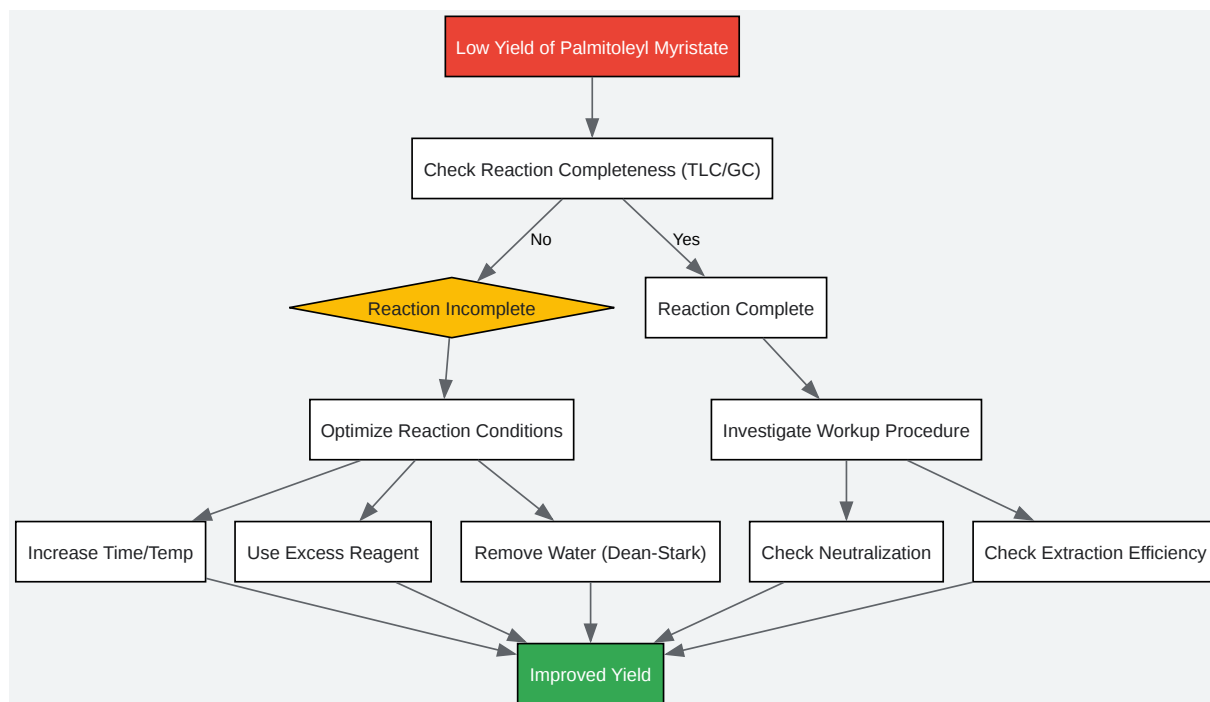 Low Yield of Palmitoleyl Myristate
Check Reaction Completeness (TLC/GC)
No
Yes
Reaction Incomplete
Reaction Complete
Optimize Reaction Conditions
Investigate Workup Procedure
Increase Time/Temp
Use Excess Reagent
Remove Water (Dean-Stark)
Check Neutralization
Check Extraction Efficiency
Improved Yield